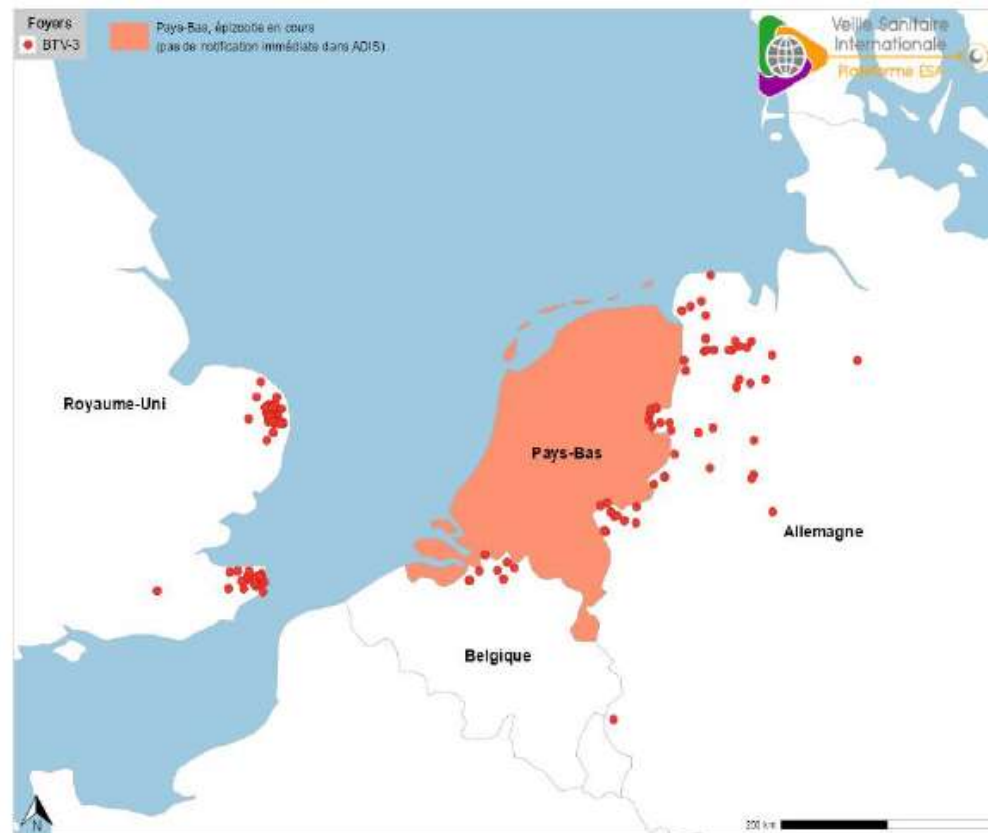 Foyers
BTV-3
Pays-Bas, épizootie en cours
(pas de notification immédiate dans ADIS)
Veille Sanitaire
Internationale
Plateforme ESA
Royaume-Uni
Pays-Bas
Allemagne
Belgique
N
200 km